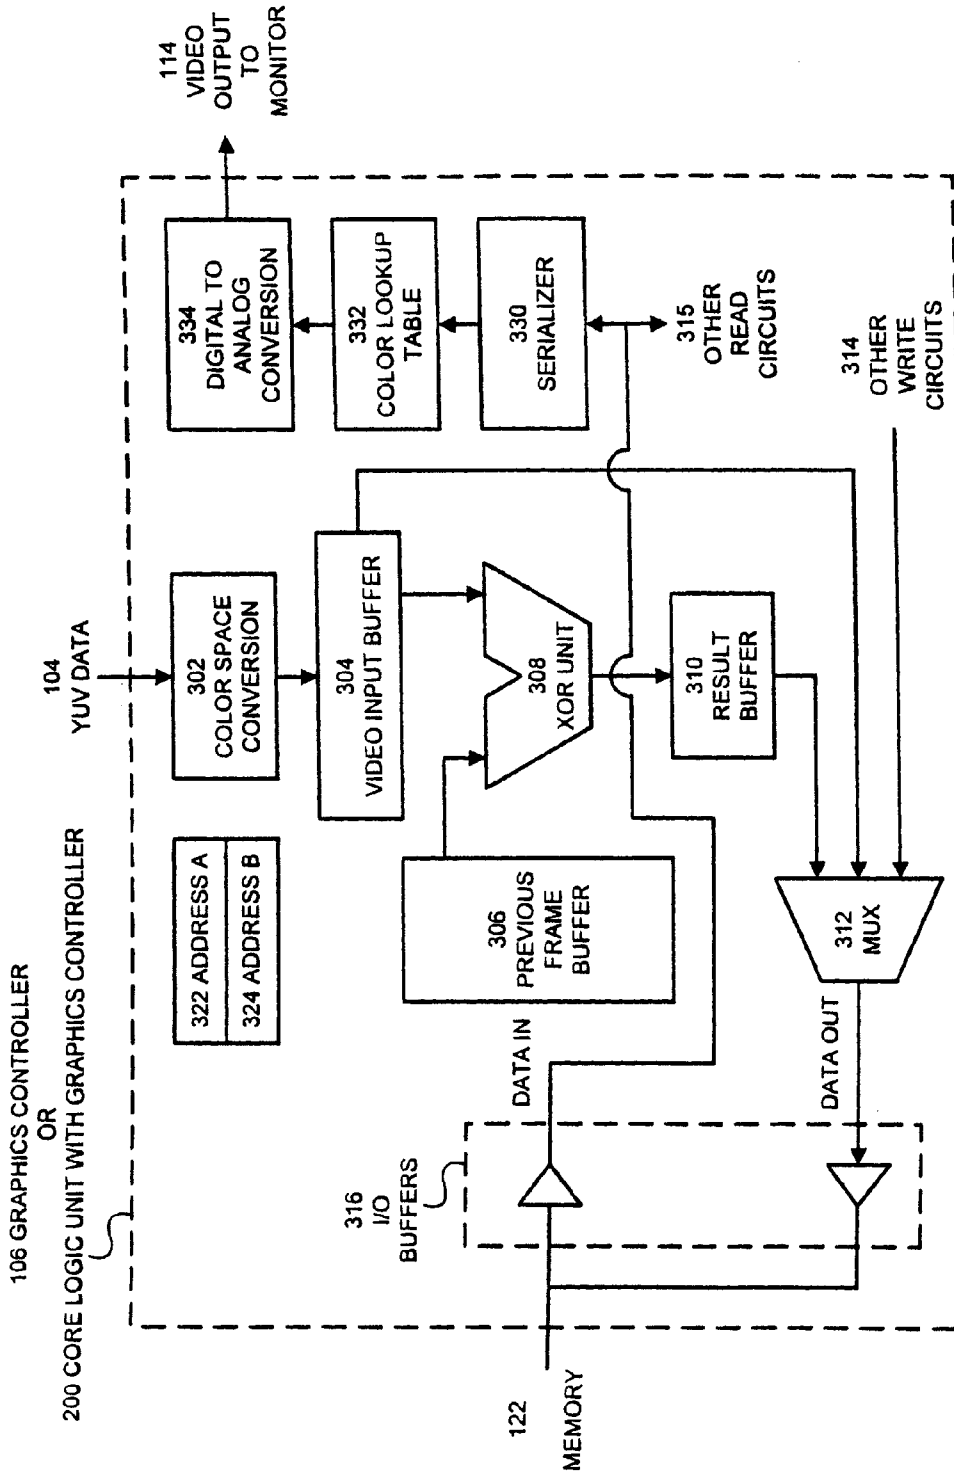 106 GRAPHICS CONTROLLER
OR
200 CORE LOGIC UNIT WITH GRAPHICS CONTROLLER
104
YUV DATA
114
VIDEO
OUTPUT
TO
MONITOR
322 ADDRESS A
324 ADDRESS B
302
COLOR SPACE
CONVERSION
334
DIGITAL TO
ANALOG
CONVERSION
304
VIDEO INPUT BUFFER
332
COLOR LOOKUP
TABLE
306
PREVIOUS
FRAME
BUFFER
308
XOR UNIT
330
SERIALIZER
316
I/O
BUFFERS
DATA IN
310
RESULT
BUFFER
315
OTHER
READ
CIRCUITS
122
MEMORY
DATA OUT
312
MUX
314
OTHER
WRITE
CIRCUITS